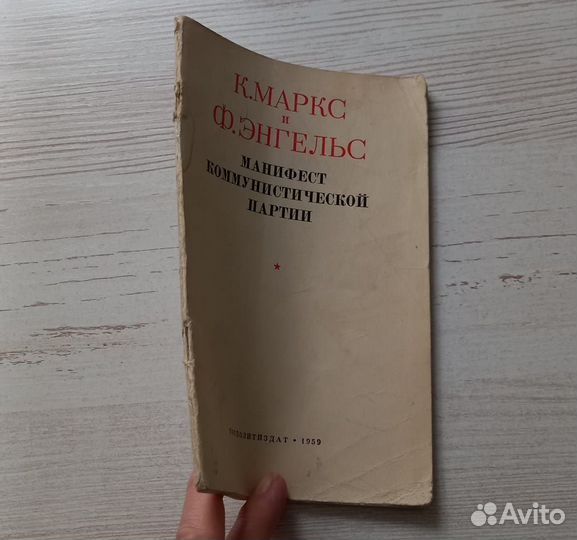 К.МАРКС
и
Ф.ЭНГЕЛЬС
МАНИФЕСТ
КОММУНИСТИЧЕСКОЙ
ПАРТИИ
ГОСПОЛИТИЗДАТ • 1959
Avito